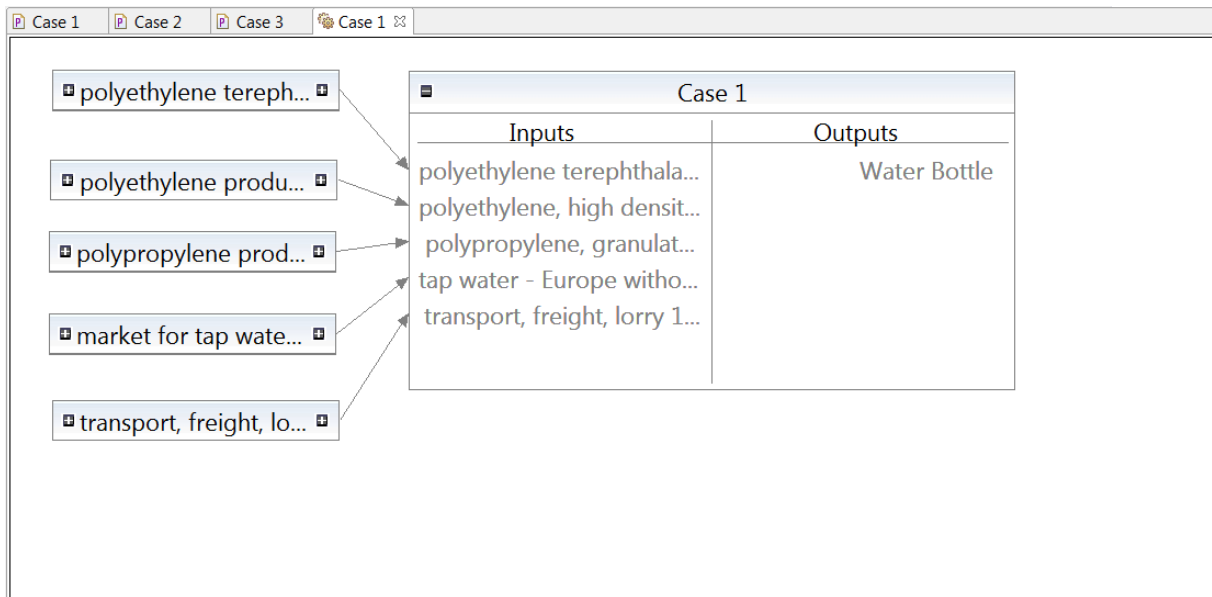 Case 1
Case 2
Case 3
Case 1
polyethylene tereph...
polyethylene produ...
polypropylene prod...
market for tap wate...
transport, freight, lo...
Case 1
Inputs
Outputs
polyethylene terephthala...
Water Bottle
polyethylene, high densit...
polypropylene, granulat...
tap water - Europe witho...
transport, freight, lorry 1...